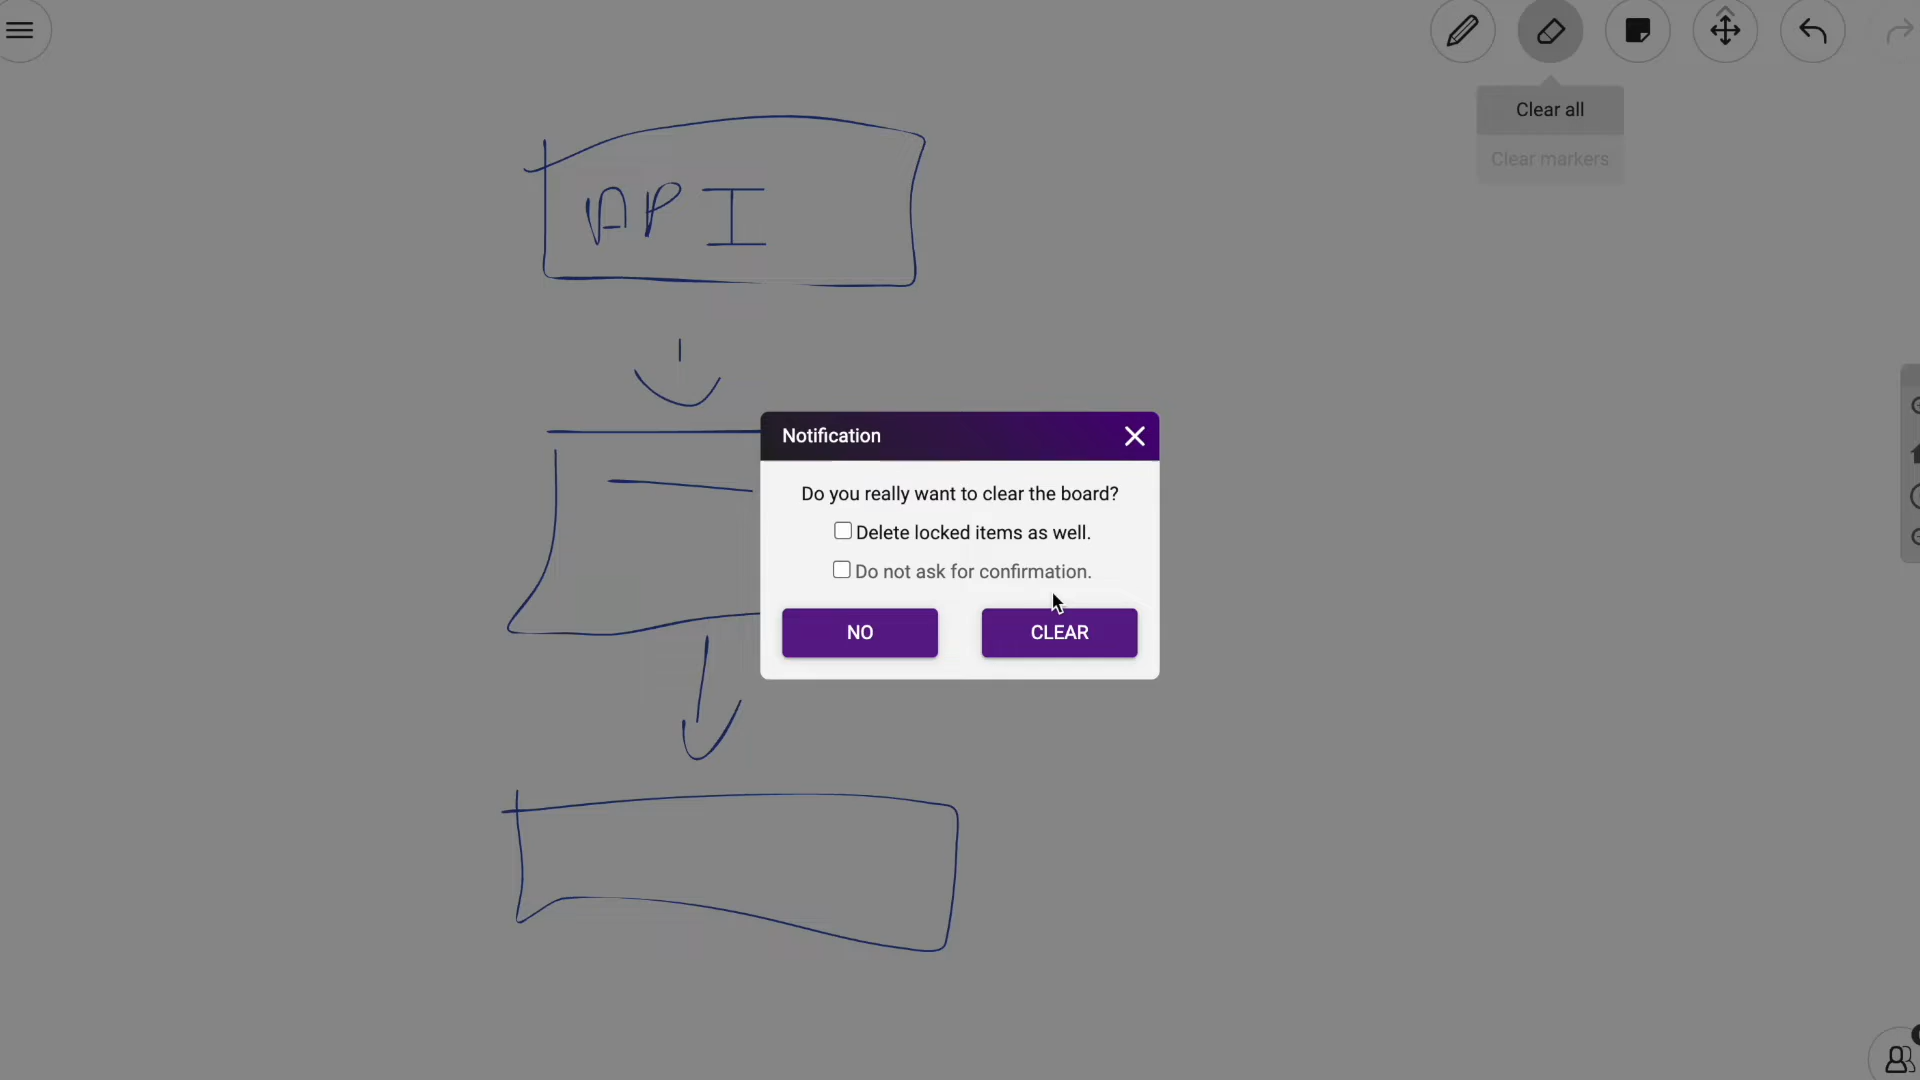 Clear all
Clear markers
API
Notification
Do you really want to clear the board?
Delete locked items as well.
Do not ask for confirmation.
NO
CLEAR